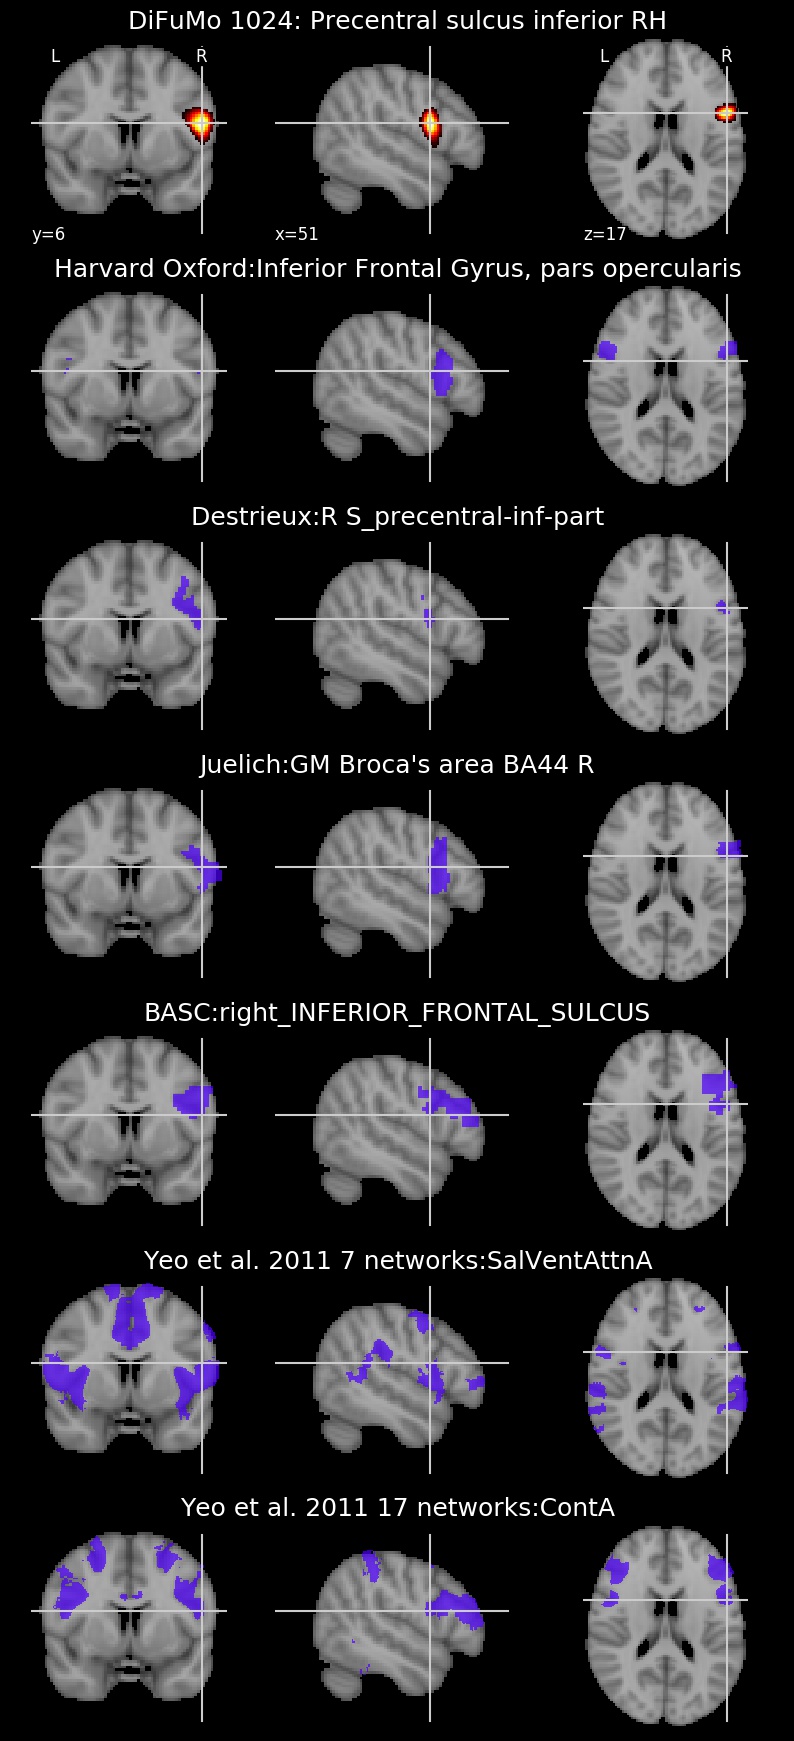 DiFuMo 1024: Precentral sulcus inferior RH
L R L R
y=6 x=51 z=17
Harvard Oxford:Inferior Frontal Gyrus, pars opercularis
Destrieux:R S_precentral-inf-part
Juelich:GM Broca's area BA44 R
BASC:right_INFERIOR_FRONTAL_SULCUS
Yeo et al. 2011 7 networks:SalVentAttnA
Yeo et al. 2011 17 networks:ContA